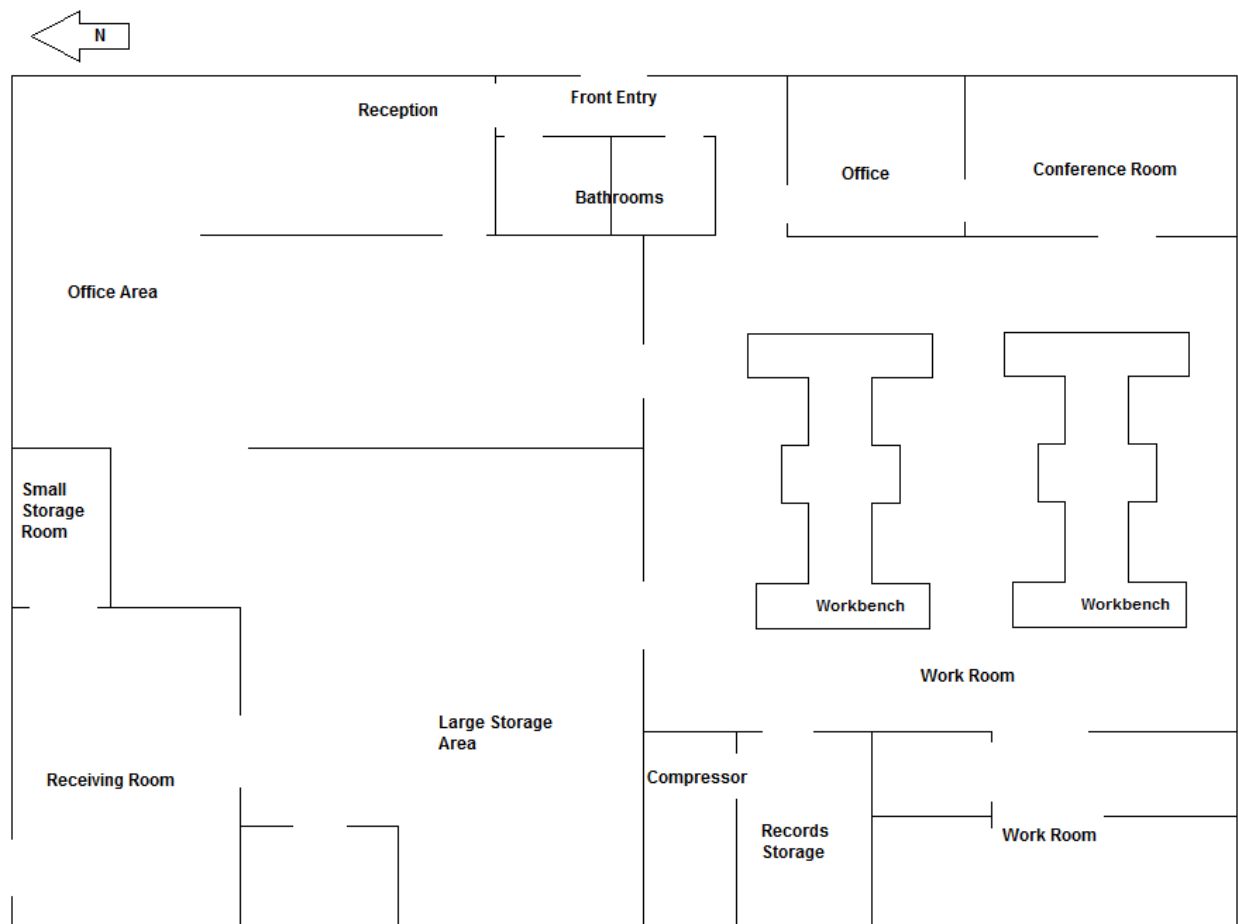 N
Reception
Front Entry
Office
Conference Room
Bathrooms
Office Area
Small
Storage
Room
Workbench
Workbench
Work Room
Large Storage
Area
Receiving Room
Compressor
Records
Storage
Work Room